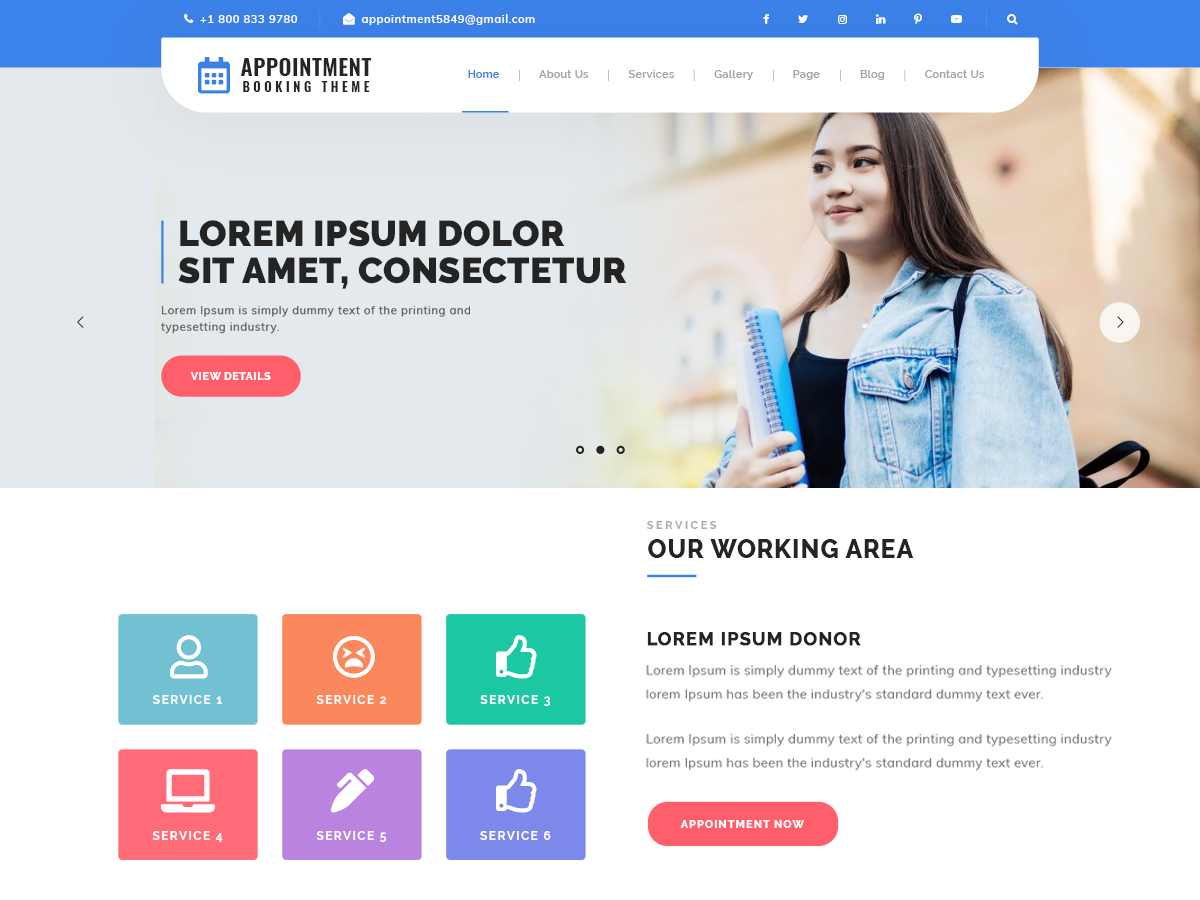 +1 800 833 9780
appointment5849@gmail.com
APPOINTMENT
BOOKING THEME
Home | About Us | Services | Gallery | Page | Blog | Contact Us
LOREM IPSUM DOLOR
SIT AMET, CONSECTETUR
Lorem Ipsum is simply dummy text of the printing and
typesetting industry.
VIEW DETAILS
SERVICES
OUR WORKING AREA
SERVICE 1
SERVICE 2
SERVICE 3
SERVICE 4
SERVICE 5
SERVICE 6
LOREM IPSUM DONOR
Lorem Ipsum is simply dummy text of the printing and typesetting industry
lorem Ipsum has been the industry's standard dummy text ever.
Lorem Ipsum is simply dummy text of the printing and typesetting industry
lorem Ipsum has been the industry's standard dummy text ever.
APPOINTMENT NOW